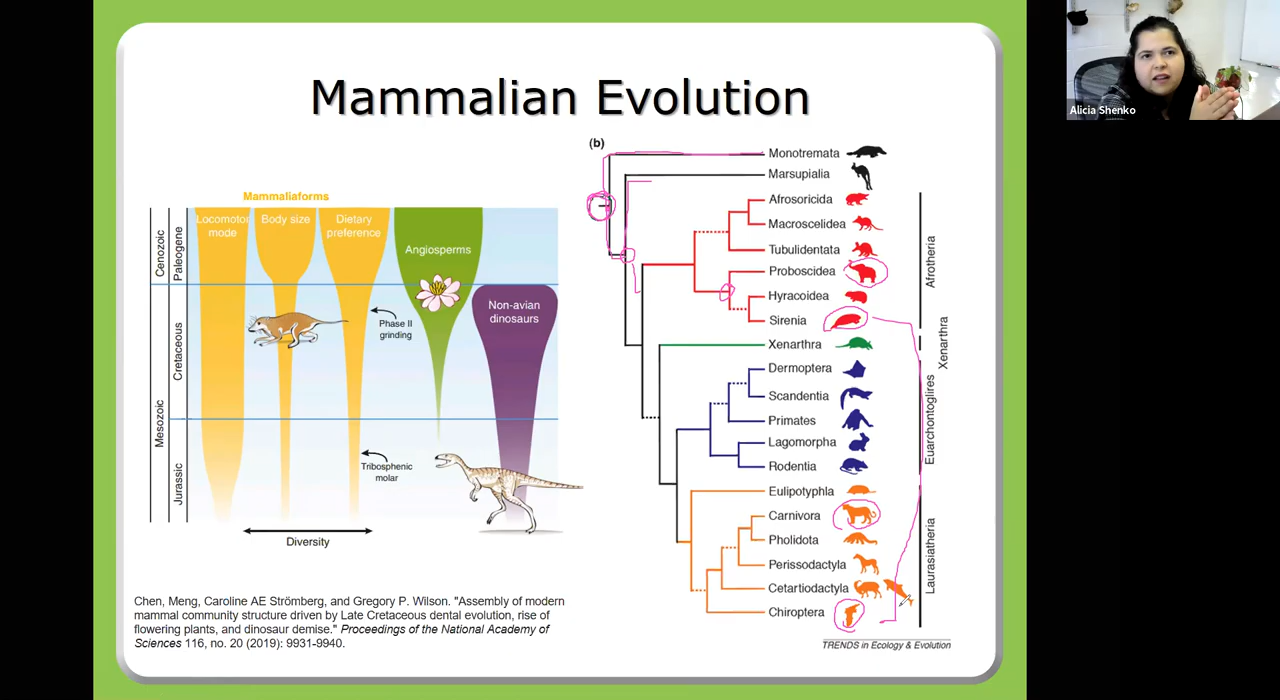 Mammalian Evolution
Alicia Shenko
Mammaliaforms
Locomotor
mode
Body size
Dietary
preference
Angiosperms
Non-avian
dinosaurs
Cenozoic
Paleogene
Mesozoic
Cretaceous
Jurassic
Phase II
grinding
Tribosphenic
molar
Diversity
Chen, Meng, Caroline AE Strömberg, and Gregory P. Wilson. "Assembly of modern
mammal community structure driven by Late Cretaceous dental evolution, rise of
flowering plants, and dinosaur demise." Proceedings of the National Academy of
Sciences 116, no. 20 (2019): 9931-9940.
(b)
Monotremata
Marsupialia
Afrosoricida
Macroscelidea
Tubulidentata
Proboscidea
Hyracoidea
Sirenia
Xenarthra
Dermoptera
Scandentia
Primates
Lagomorpha
Rodentia
Eulipotyphla
Carnivora
Pholidota
Perissodactyla
Cetartiodactyla
Chiroptera
Afrotheria
Xenarthra
Euarchontoglires
Laurasiatheria
TRENDS in Ecology & Evolution